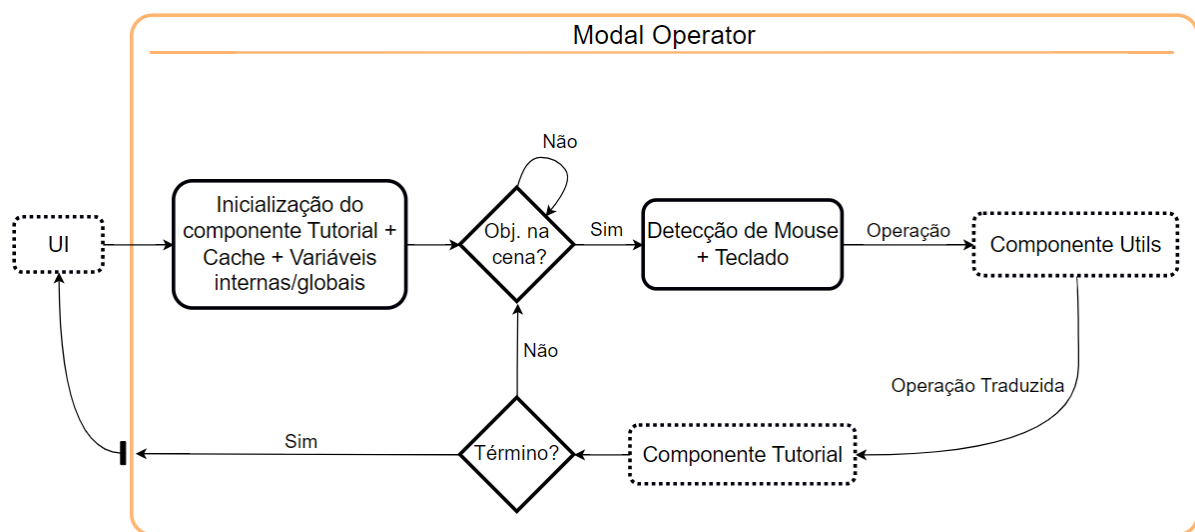 Modal Operator
Não
UI
Inicialização do
componente Tutorial +
Cache + Variáveis
internas/globais
Obj. na
cena?
Sim
Detecção de Mouse
+ Teclado
Operação
Componente Utils
Não
Operação Traduzida
Sim
Término?
Componente Tutorial